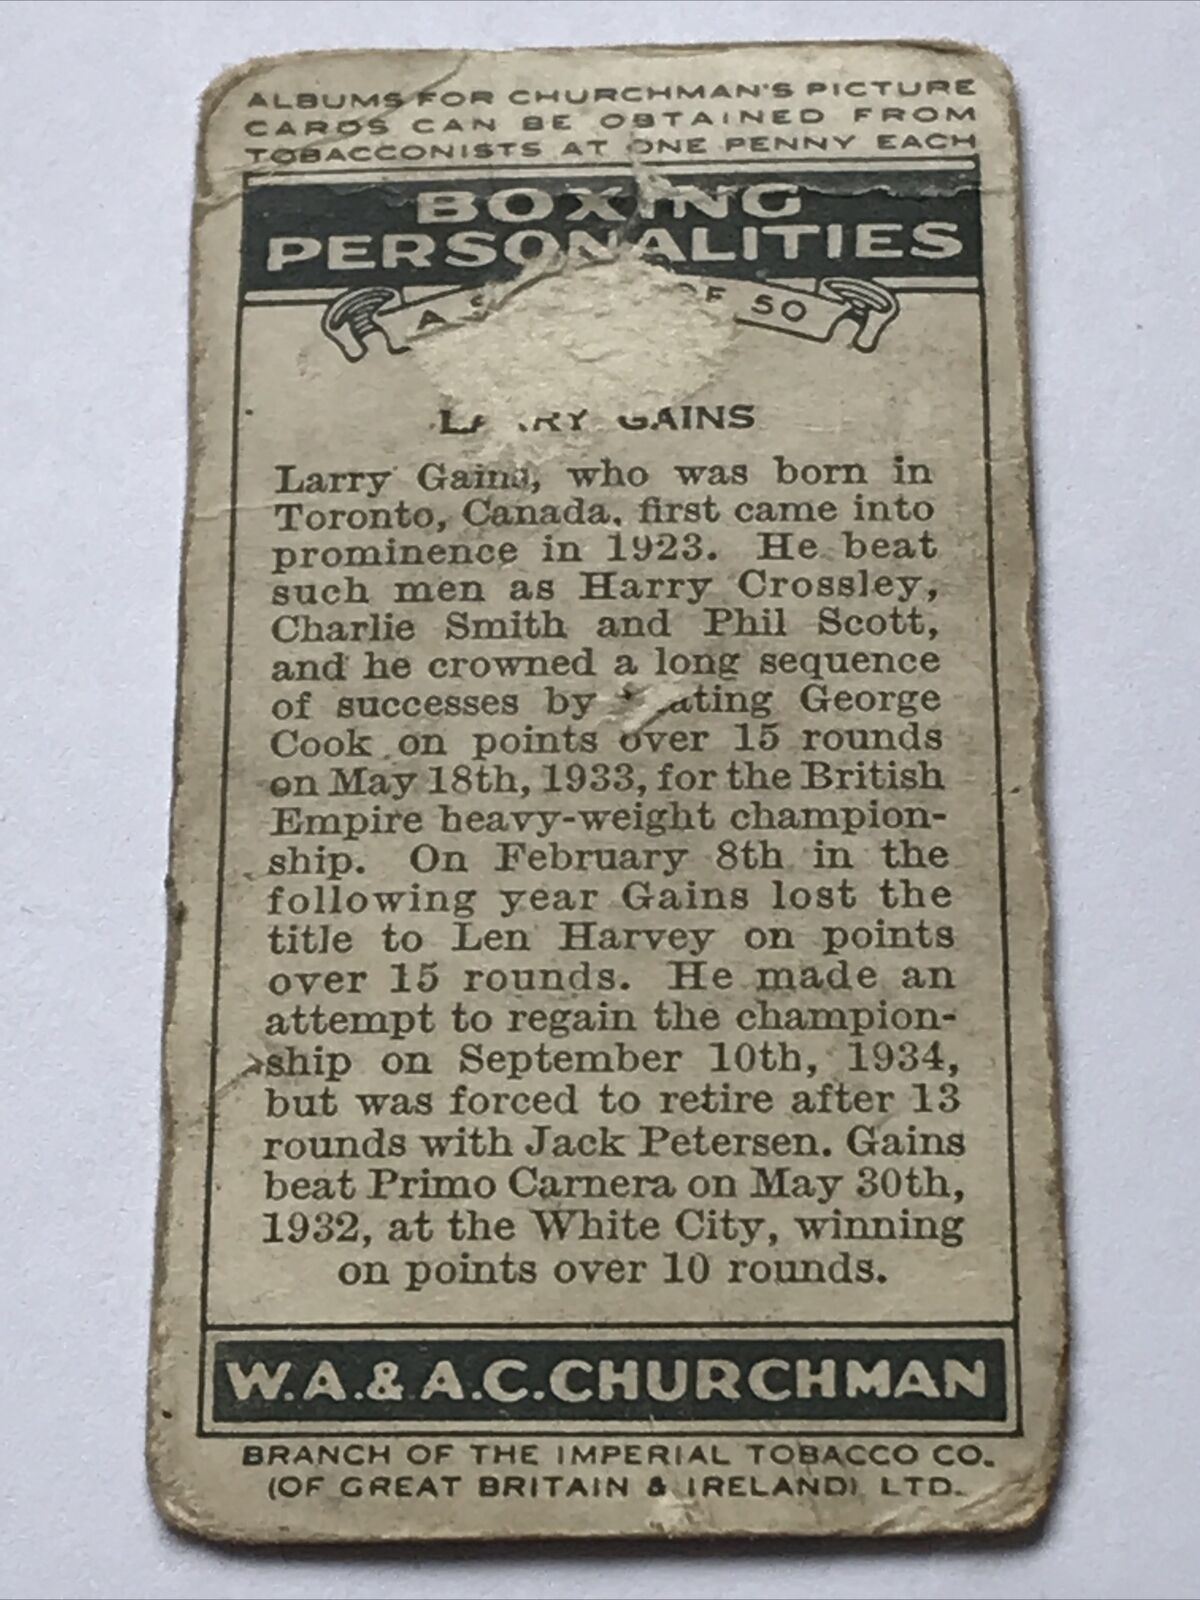 ALBUMS FOR CHURCHMAN'S PICTURE
CARDS CAN BE OBTAINED FROM
TOBACCONISTS AT ONE PENNY EACH
BOXING
PERSONALITIES
A OF 50
GAINS
Larry Gains, who was born in
Toronto, Canada, first came into
prominence in 1923. He beat
such men as Harry Crossley,
Charlie Smith and Phil Scott,
and he crowned a long sequence
of successes by George
Cook on points over 15 rounds
on May 18th, 1933, for the British
Empire heavy-weight champion-
ship. On February 8th in the
following year Gains lost the
title to Len Harvey on points
over 15 rounds. He made an
attempt to regain the champion-
ship on September 10th, 1934,
but was forced to retire after 13
rounds with Jack Petersen. Gains
beat Primo Carnera on May 30th,
1932, at the White City, winning
on points over 10 rounds.
W.A.& A.C.CHURCHMAN
BRANCH OF THE IMPERIAL TOBACCO CO.
(OF GREAT BRITAIN & IRELAND) LTD.